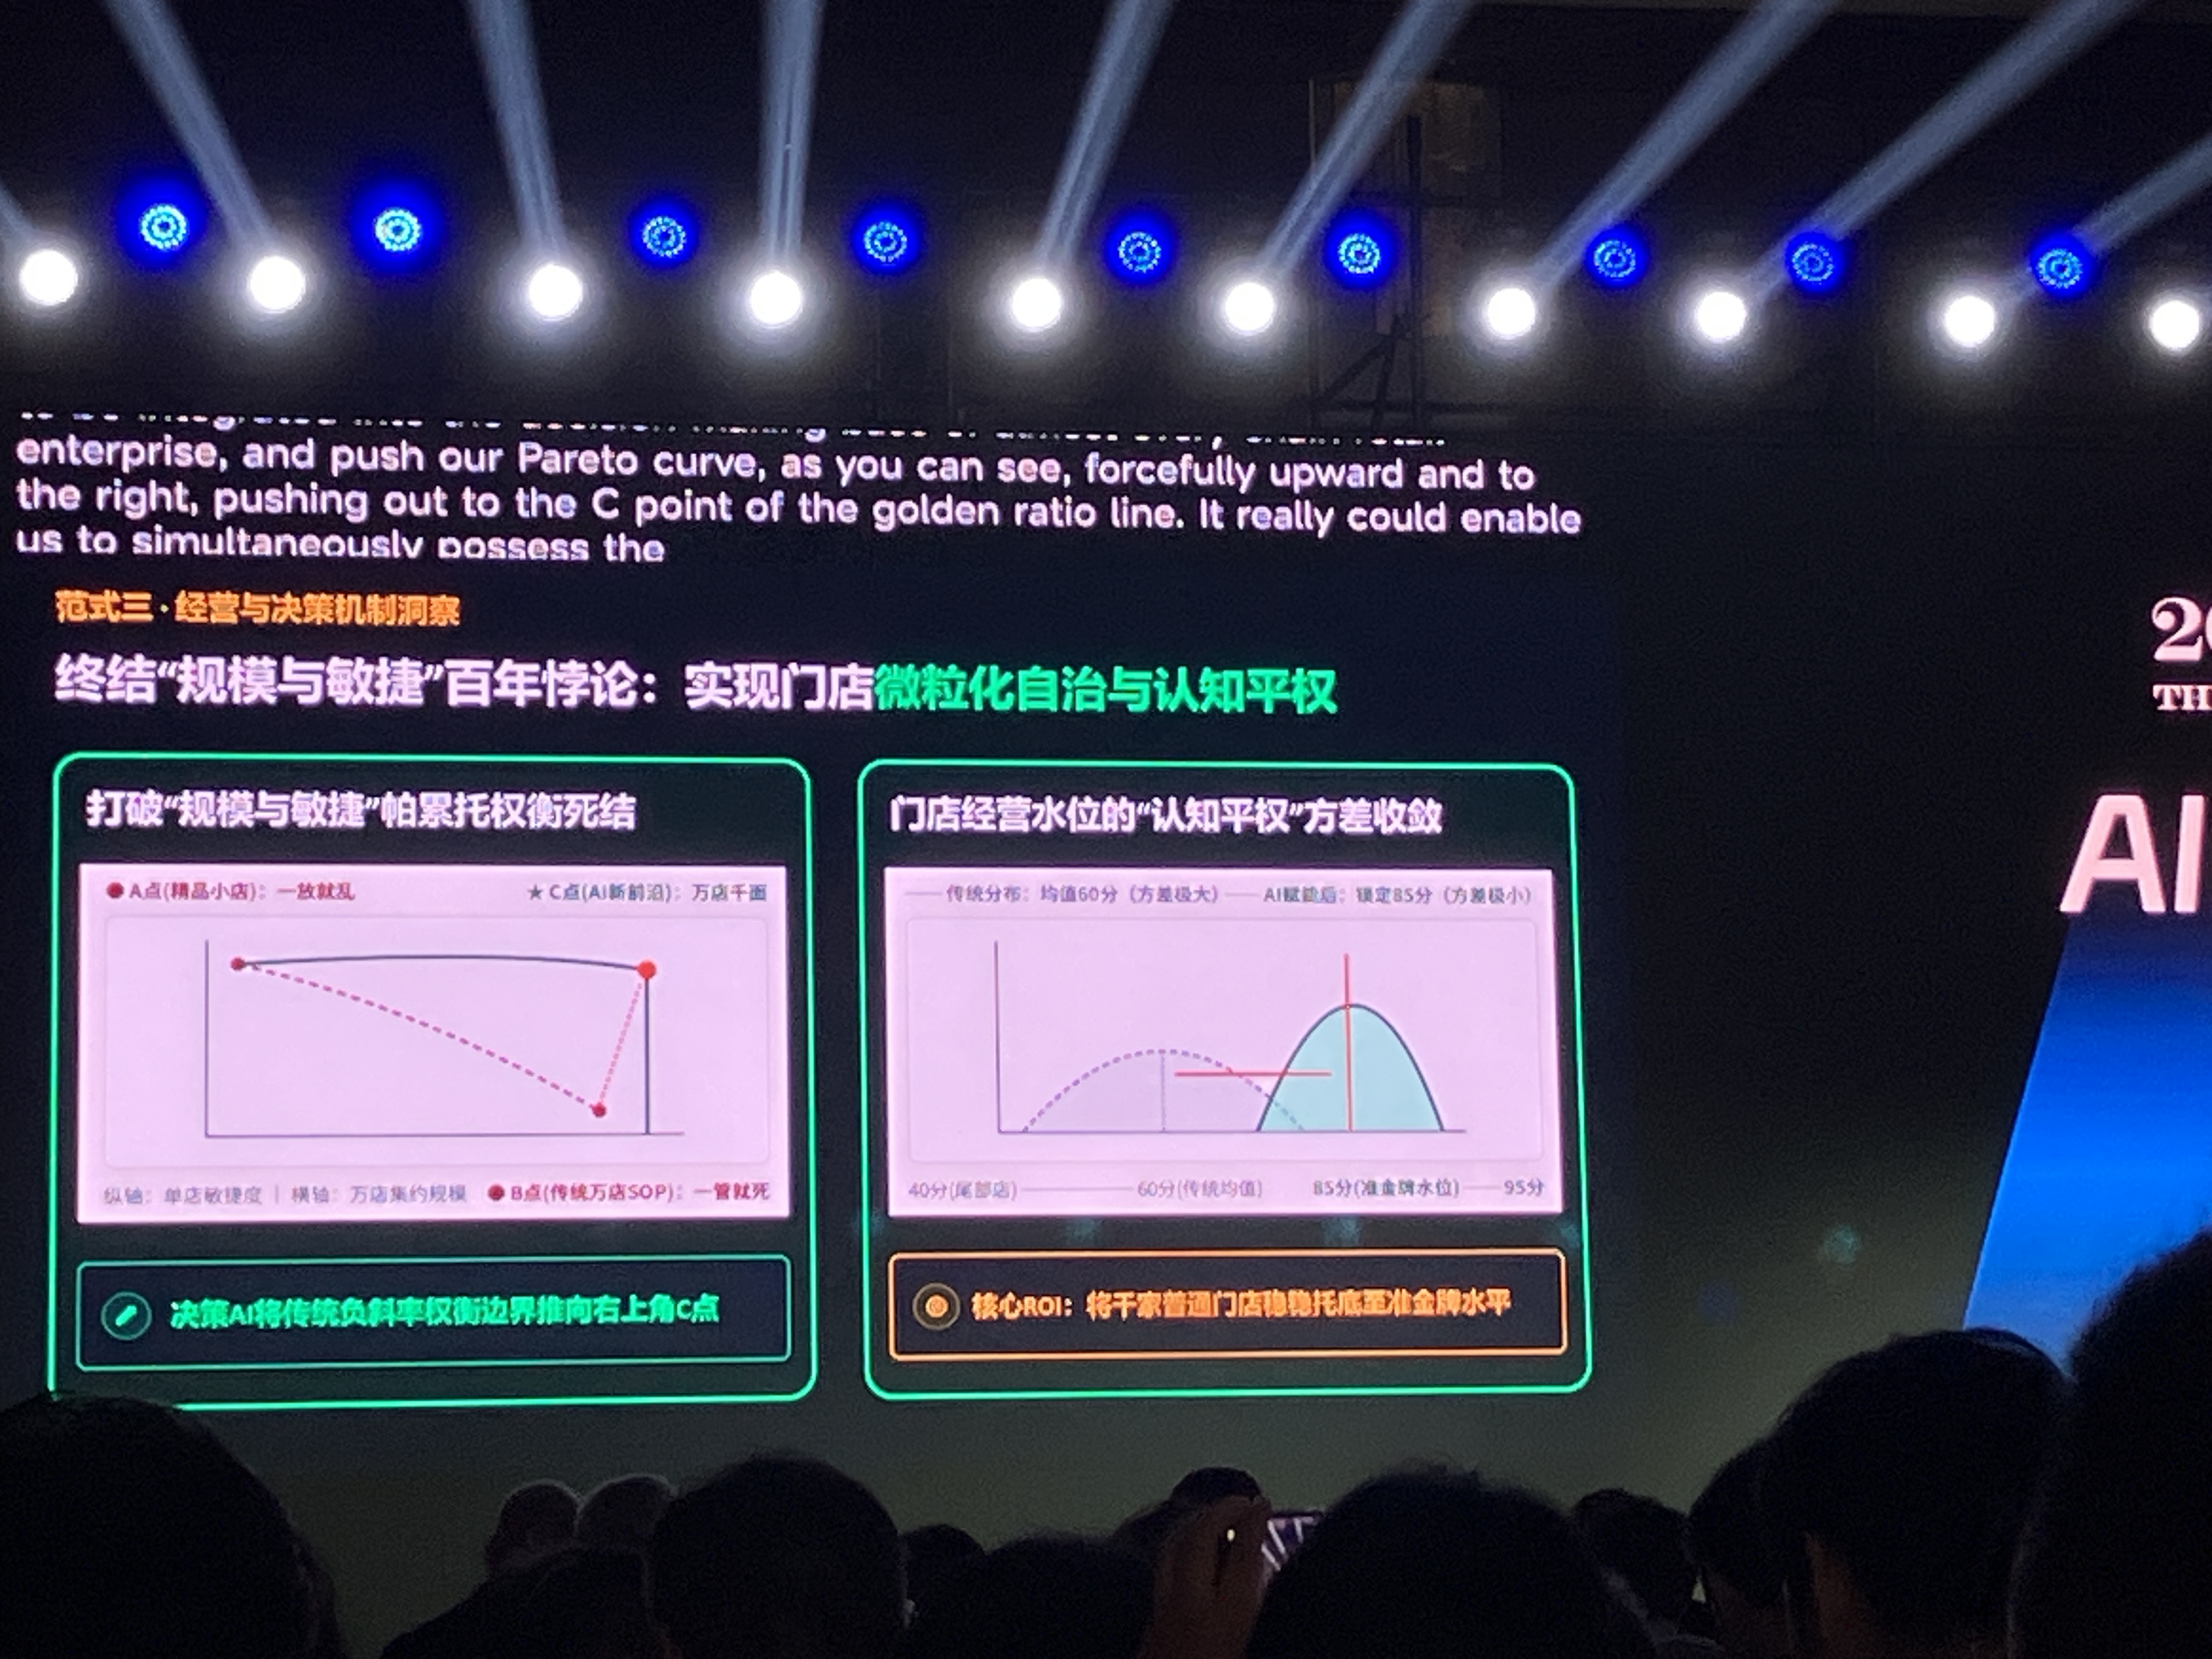 enterprise, and push our Pareto curve, as you can see, forcefully upward and to
the right, pushing out to the C point of the golden ratio line. It really could enable
us to simultaneously possess the
范式三·经营与决策机制洞察
终结“规模与敏捷”百年悖论：实现门店微粒化自治与认知平权
打破“规模与敏捷”帕累托权衡死结
A点(精品小店)：一放就乱
★ C点(AI新前沿)：万店千面
纵轴：单店敏捷度 | 横轴：万店集约规模
B点(传统万店SOP)：一管就死
决策AI将传统负斜率权衡边界推向右上角C点
门店经营水位的“认知平权”方差收敛
传统分布：均值60分（方差极大）
AI赋能后：锁定85分（方差极小）
40分(尾部店)
60分(传统均值)
85分(准金牌水位)
95分
核心ROI：将千家普通门店稳稳托底至准金牌水平
AI